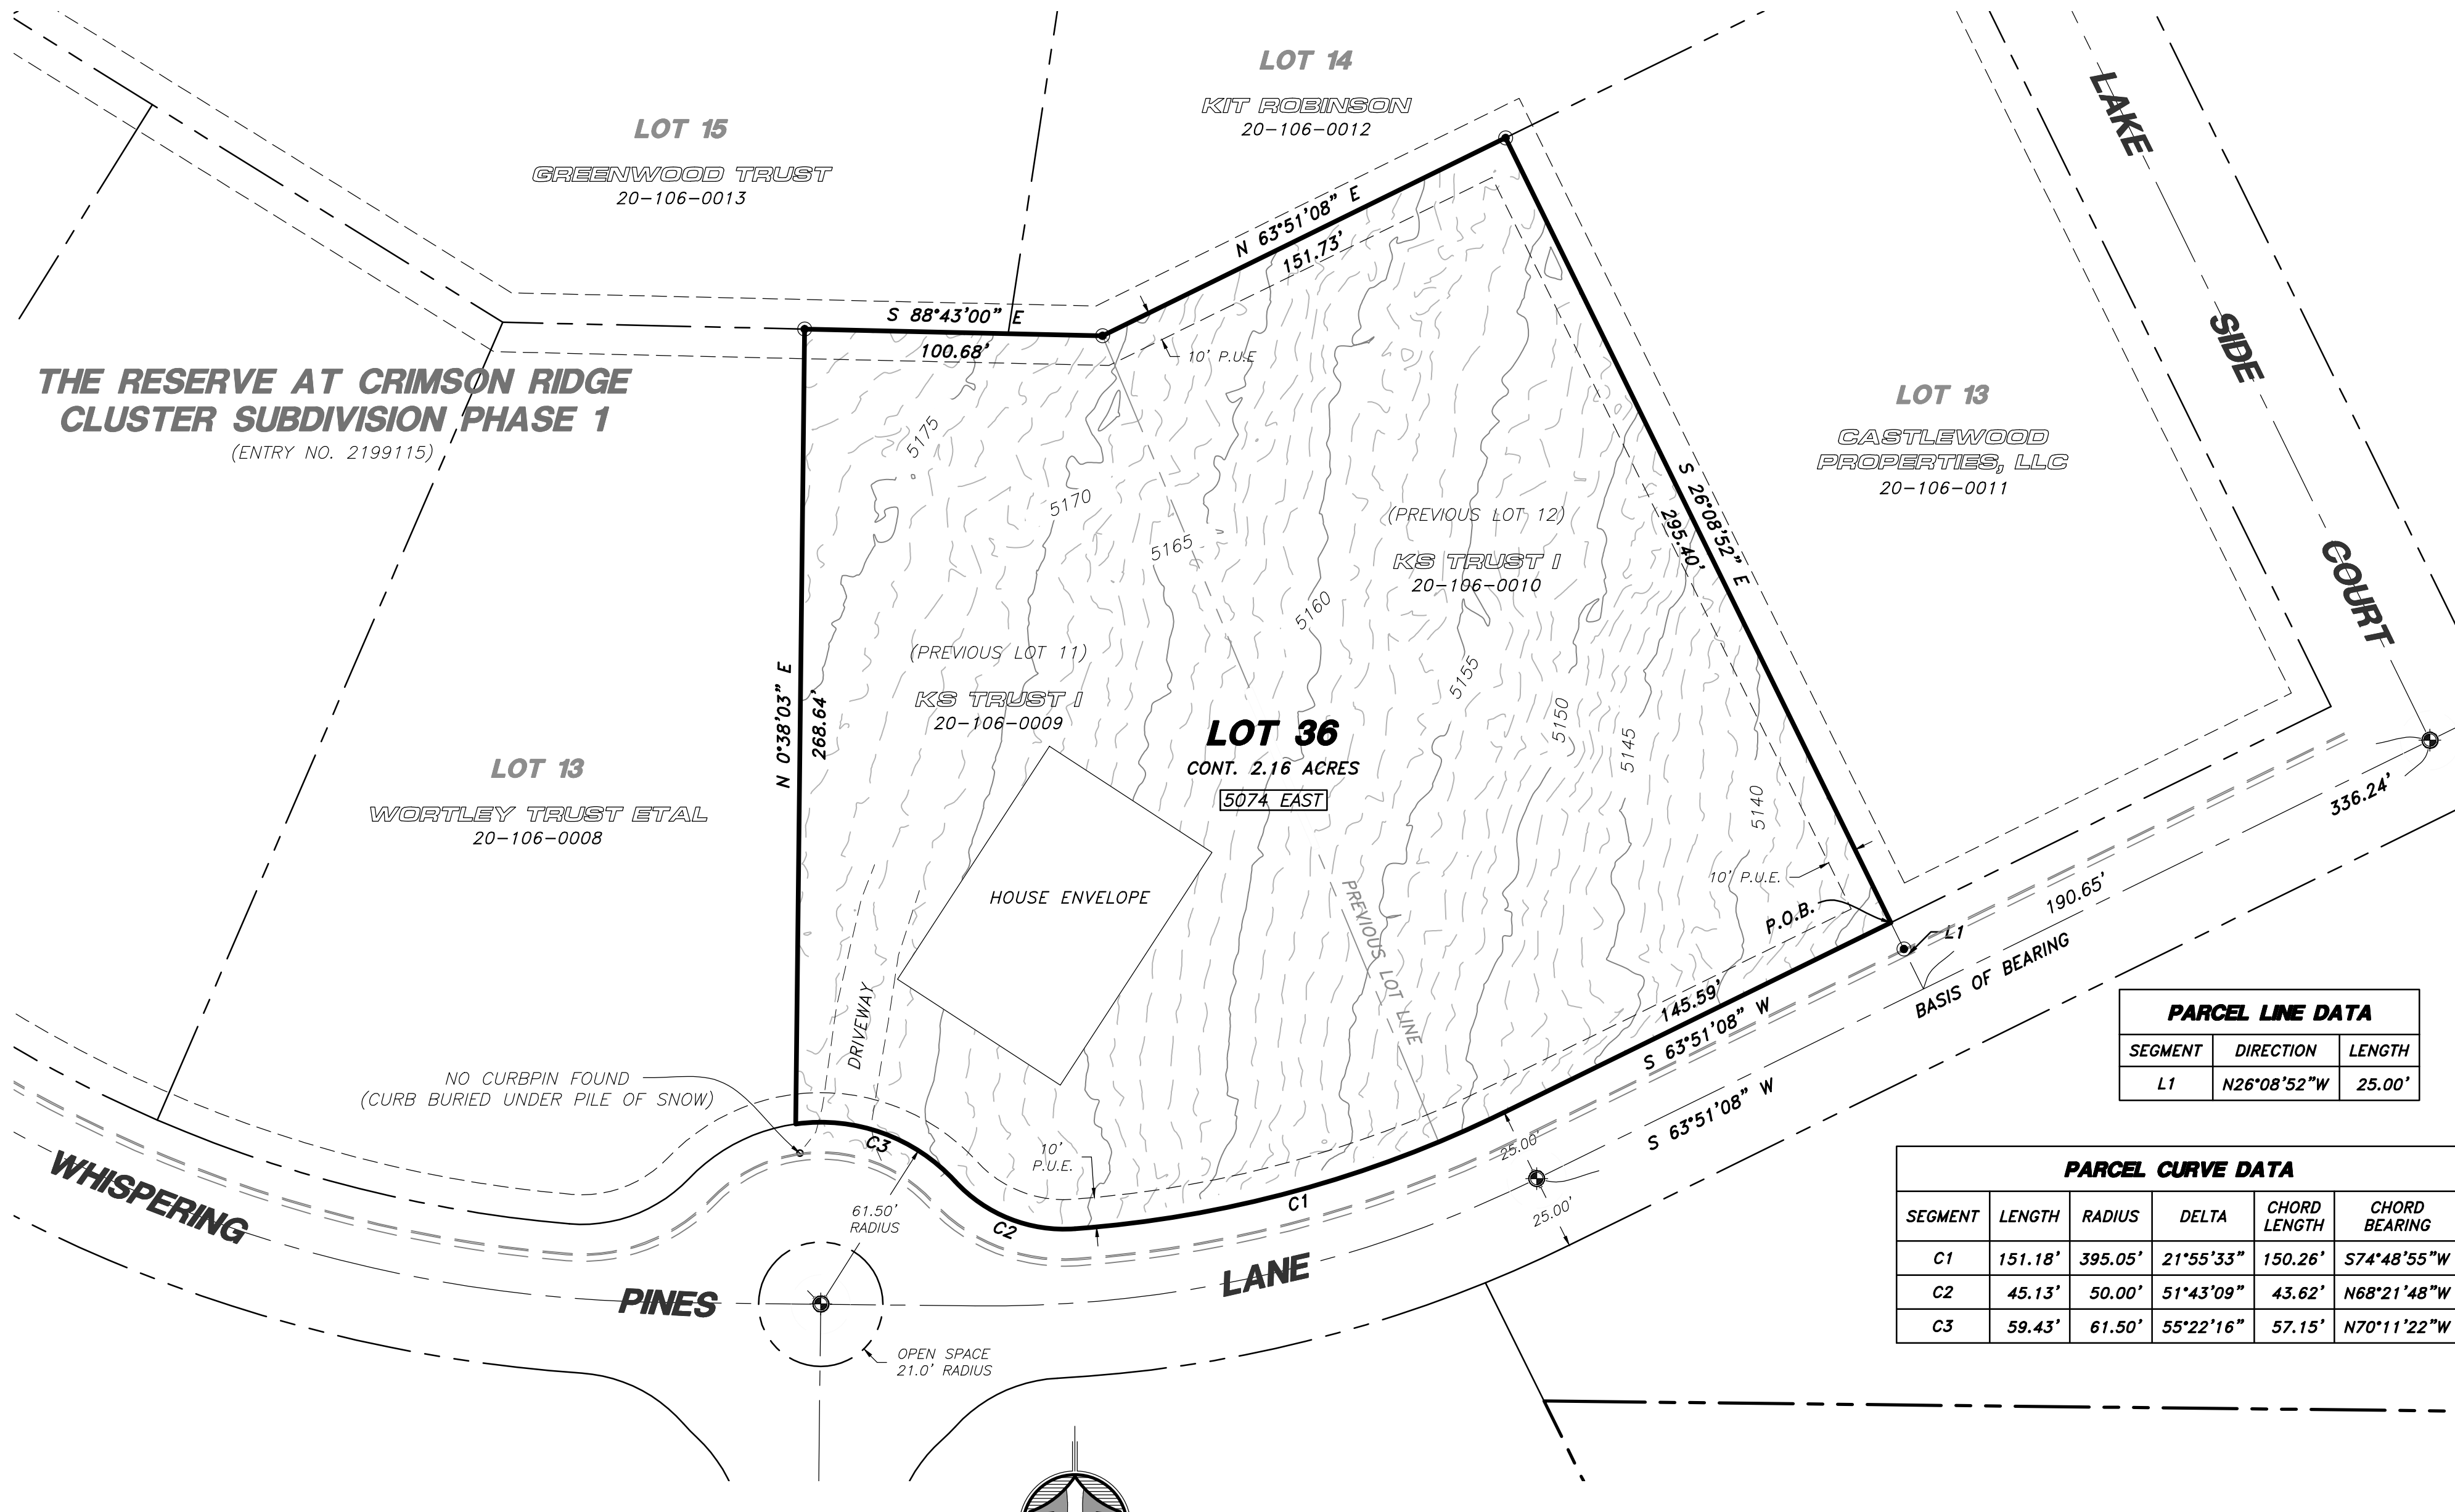 LOT 14
KIT ROBINSON
20-106-0012
LOT 15
GREENWOOD TRUST
20-106-0013
LAKE
SIDE
COURT
N 63°51'08" E
151.73'
S 88°43'00" E
100.68'
10' P.U.E
THE RESERVE AT CRIMSON RIDGE
CLUSTER SUBDIVISION PHASE 1
(ENTRY NO. 2199115)
LOT 13
CASTLEWOOD
PROPERTIES, LLC
20-106-0011
5175
5170
5165
5160
5155
5150
5145
5140
S 26°08'52" E
295.40'
(PREVIOUS LOT 12)
KS TRUST I
20-106-0010
(PREVIOUS LOT 11)
KS TRUST I
20-106-0009
N 0°38'03" E
268.64'
LOT 36
CONT. 2.16 ACRES
5074 EAST
LOT 13
WORTLEY TRUST ETAL
20-106-0008
HOUSE ENVELOPE
DRIVEWAY
PREVIOUS LOT LINE
10' P.U.E.
P.O.B.
L1
336.24'
190.65'
BASIS OF BEARING
145.59'
S 63°51'08" W
S 63°51'08" W
NO CURBPIN FOUND
(CURB BURIED UNDER PILE OF SNOW)
C3
C2
C1
10'
P.U.E.
25.00'
25.00'
61.50'
RADIUS
WHISPERING
PINES
LANE
OPEN SPACE
21.0' RADIUS
PARCEL LINE DATA
SEGMENT DIRECTION LENGTH
L1 N26°08'52"W 25.00'
PARCEL CURVE DATA
SEGMENT LENGTH RADIUS DELTA CHORD LENGTH CHORD BEARING
C1 151.18' 395.05' 21°55'33" 150.26' S74°48'55"W
C2 45.13' 50.00' 51°43'09" 43.62' N68°21'48"W
C3 59.43' 61.50' 55°22'16" 57.15' N70°11'22"W